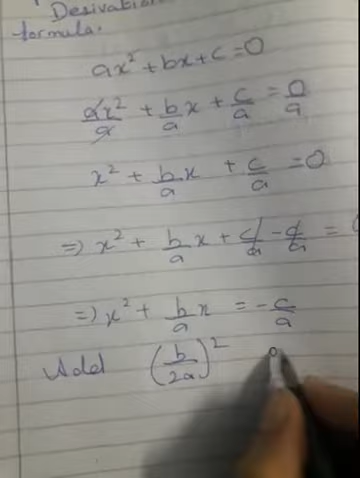 Derivation
formula.
ax² + bx + c = 0
ax²/a + b/a x + c/a = 0/a
x² + b/a x + c/a = 0
⇒ x² + b/a x + c/a - c/a =
⇒ x² + b/a x = - c/a
Add (b/2a)²